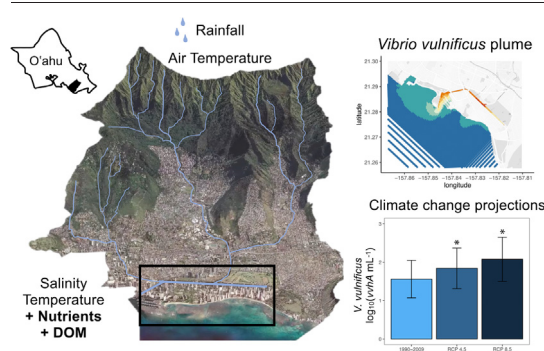 Rainfall
Air Temperature
O‘ahu
Salinity
Temperature
+ Nutrients
+ DOM
Vibrio vulnificus plume
latitude
21.30
21.29
21.28
21.27
21.26
−157.86 −157.85 −157.84 −157.83 −157.82 −157.81
longitude
Climate change projections
V. vulnificus
log10(vvhA mL-1)
3
2
1
0
* *
1990–2009 RCP 4.5 RCP 8.5